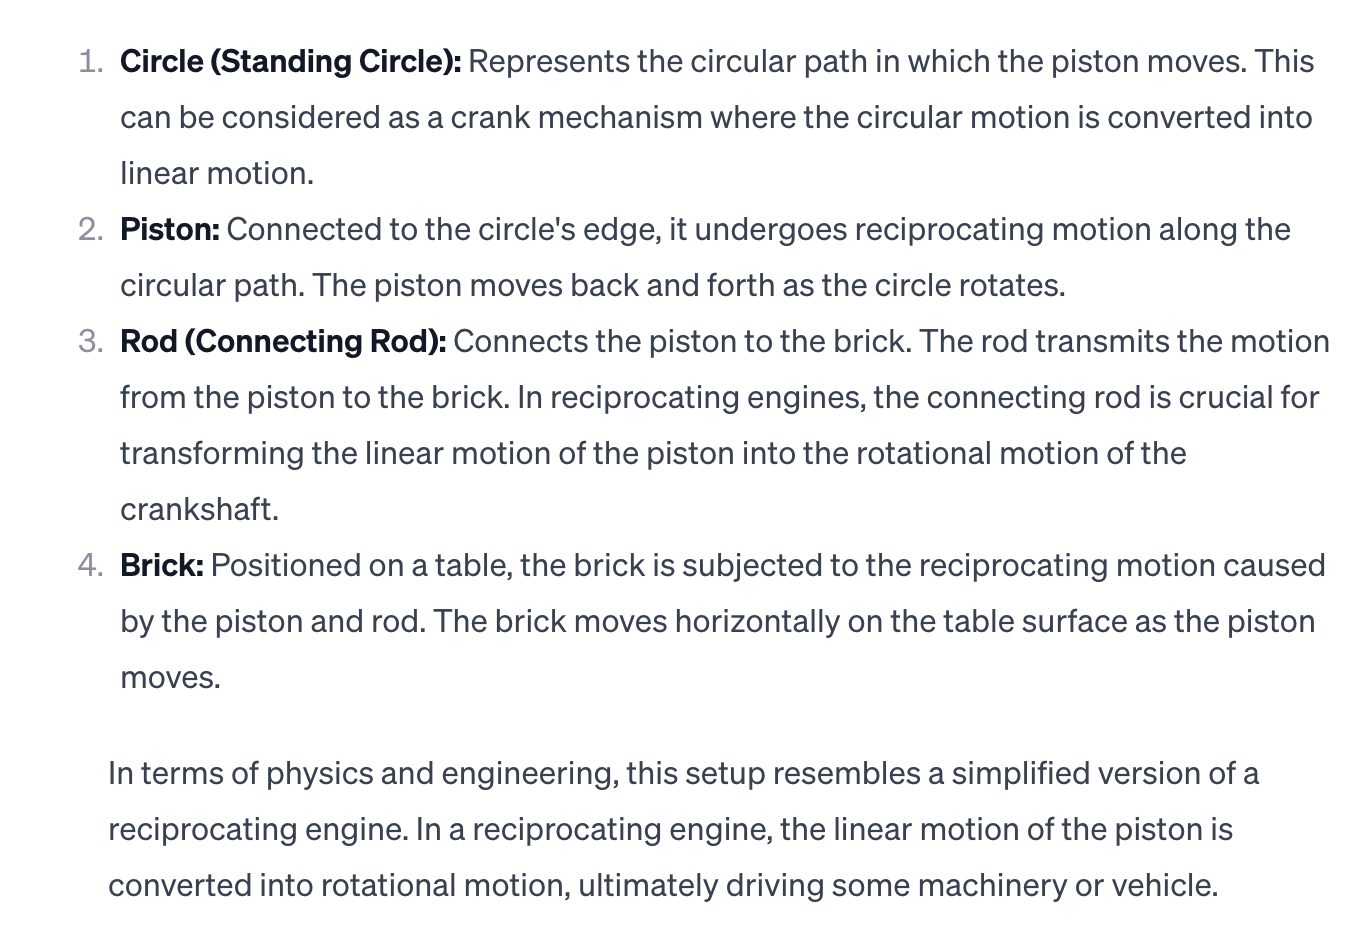 1. Circle (Standing Circle): Represents the circular path in which the piston moves. This
can be considered as a crank mechanism where the circular motion is converted into
linear motion.
2. Piston: Connected to the circle's edge, it undergoes reciprocating motion along the
circular path. The piston moves back and forth as the circle rotates.
3. Rod (Connecting Rod): Connects the piston to the brick. The rod transmits the motion
from the piston to the brick. In reciprocating engines, the connecting rod is crucial for
transforming the linear motion of the piston into the rotational motion of the
crankshaft.
4. Brick: Positioned on a table, the brick is subjected to the reciprocating motion caused
by the piston and rod. The brick moves horizontally on the table surface as the piston
moves.
In terms of physics and engineering, this setup resembles a simplified version of a
reciprocating engine. In a reciprocating engine, the linear motion of the piston is
converted into rotational motion, ultimately driving some machinery or vehicle.